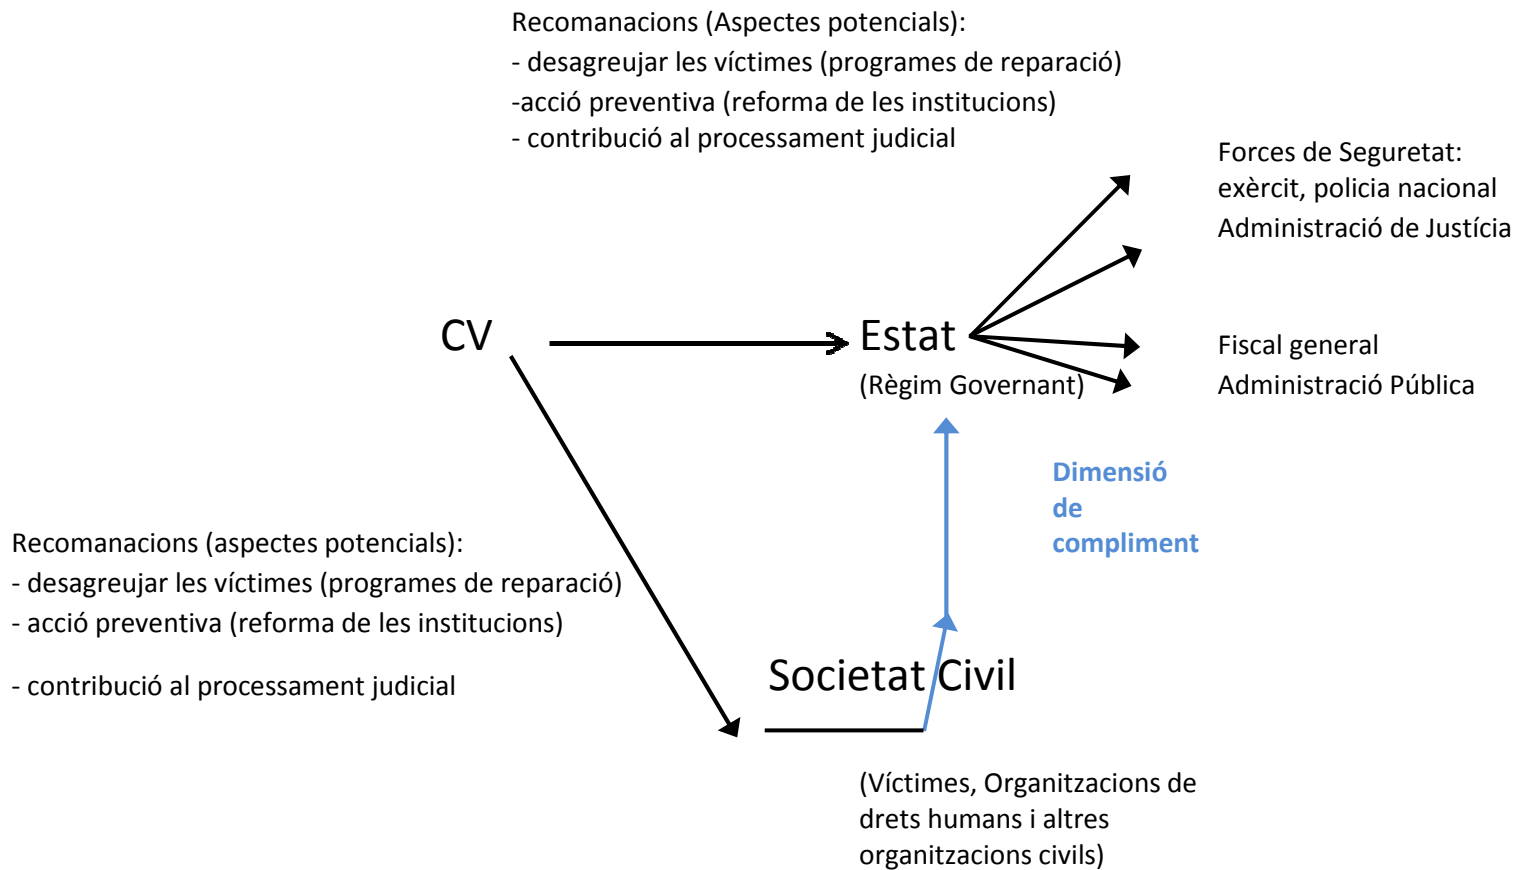 Recomanacions (Aspectes potencials):
- desagreujar les víctimes (programes de reparació)
-acció preventiva (reforma de les institucions)
- contribució al processament judicial
Forces de Seguretat:
exèrcit, policia nacional
Administració de Justícia
CV
Estat
(Règim Governant)
Fiscal general
Administració Pública
Dimensió
de
compliment
Recomanacions (aspectes potencials):
- desagreujar les víctimes (programes de reparació)
- acció preventiva (reforma de les institucions)
- contribució al processament judicial
Societat Civil
(Víctimes, Organitzacions de
drets humans i altres
organitzacions civils)